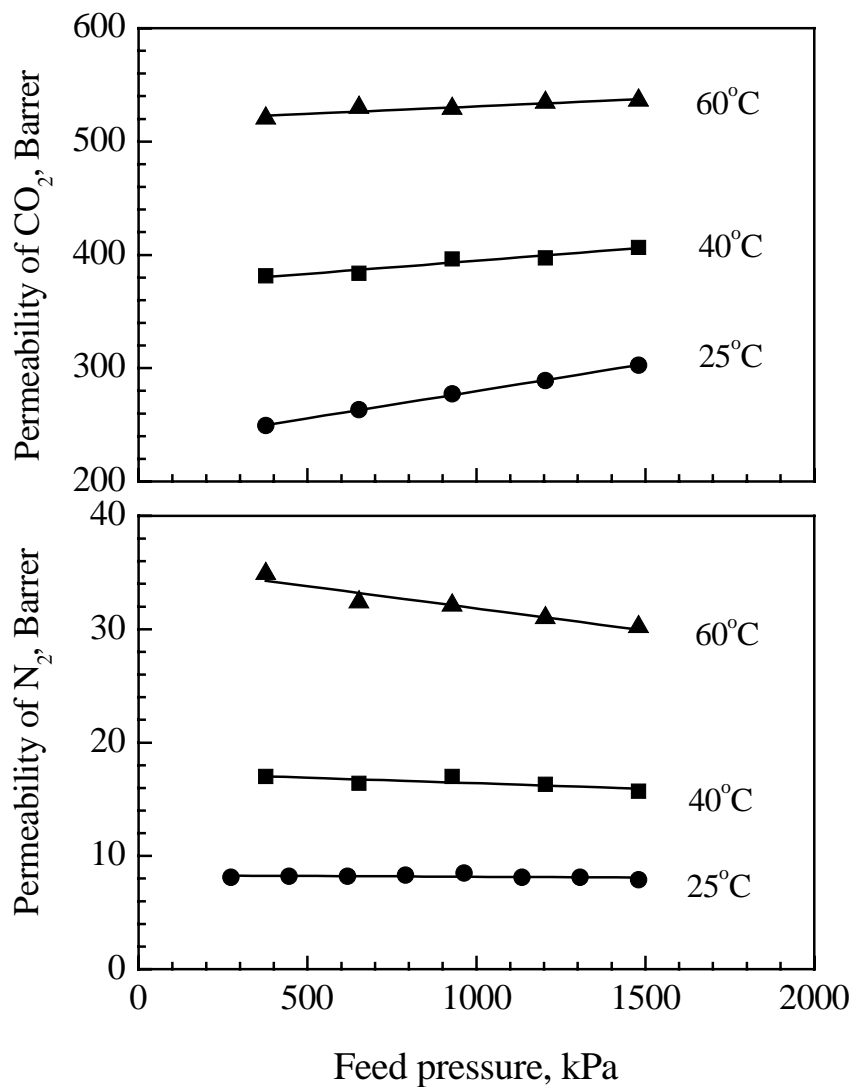 600
500
400
300
200
Permeability of CO₂, Barrer
60°C
40°C
25°C
40
30
20
10
0
Permeability of N₂, Barrer
60°C
40°C
25°C
0 500 1000 1500 2000
Feed pressure, kPa